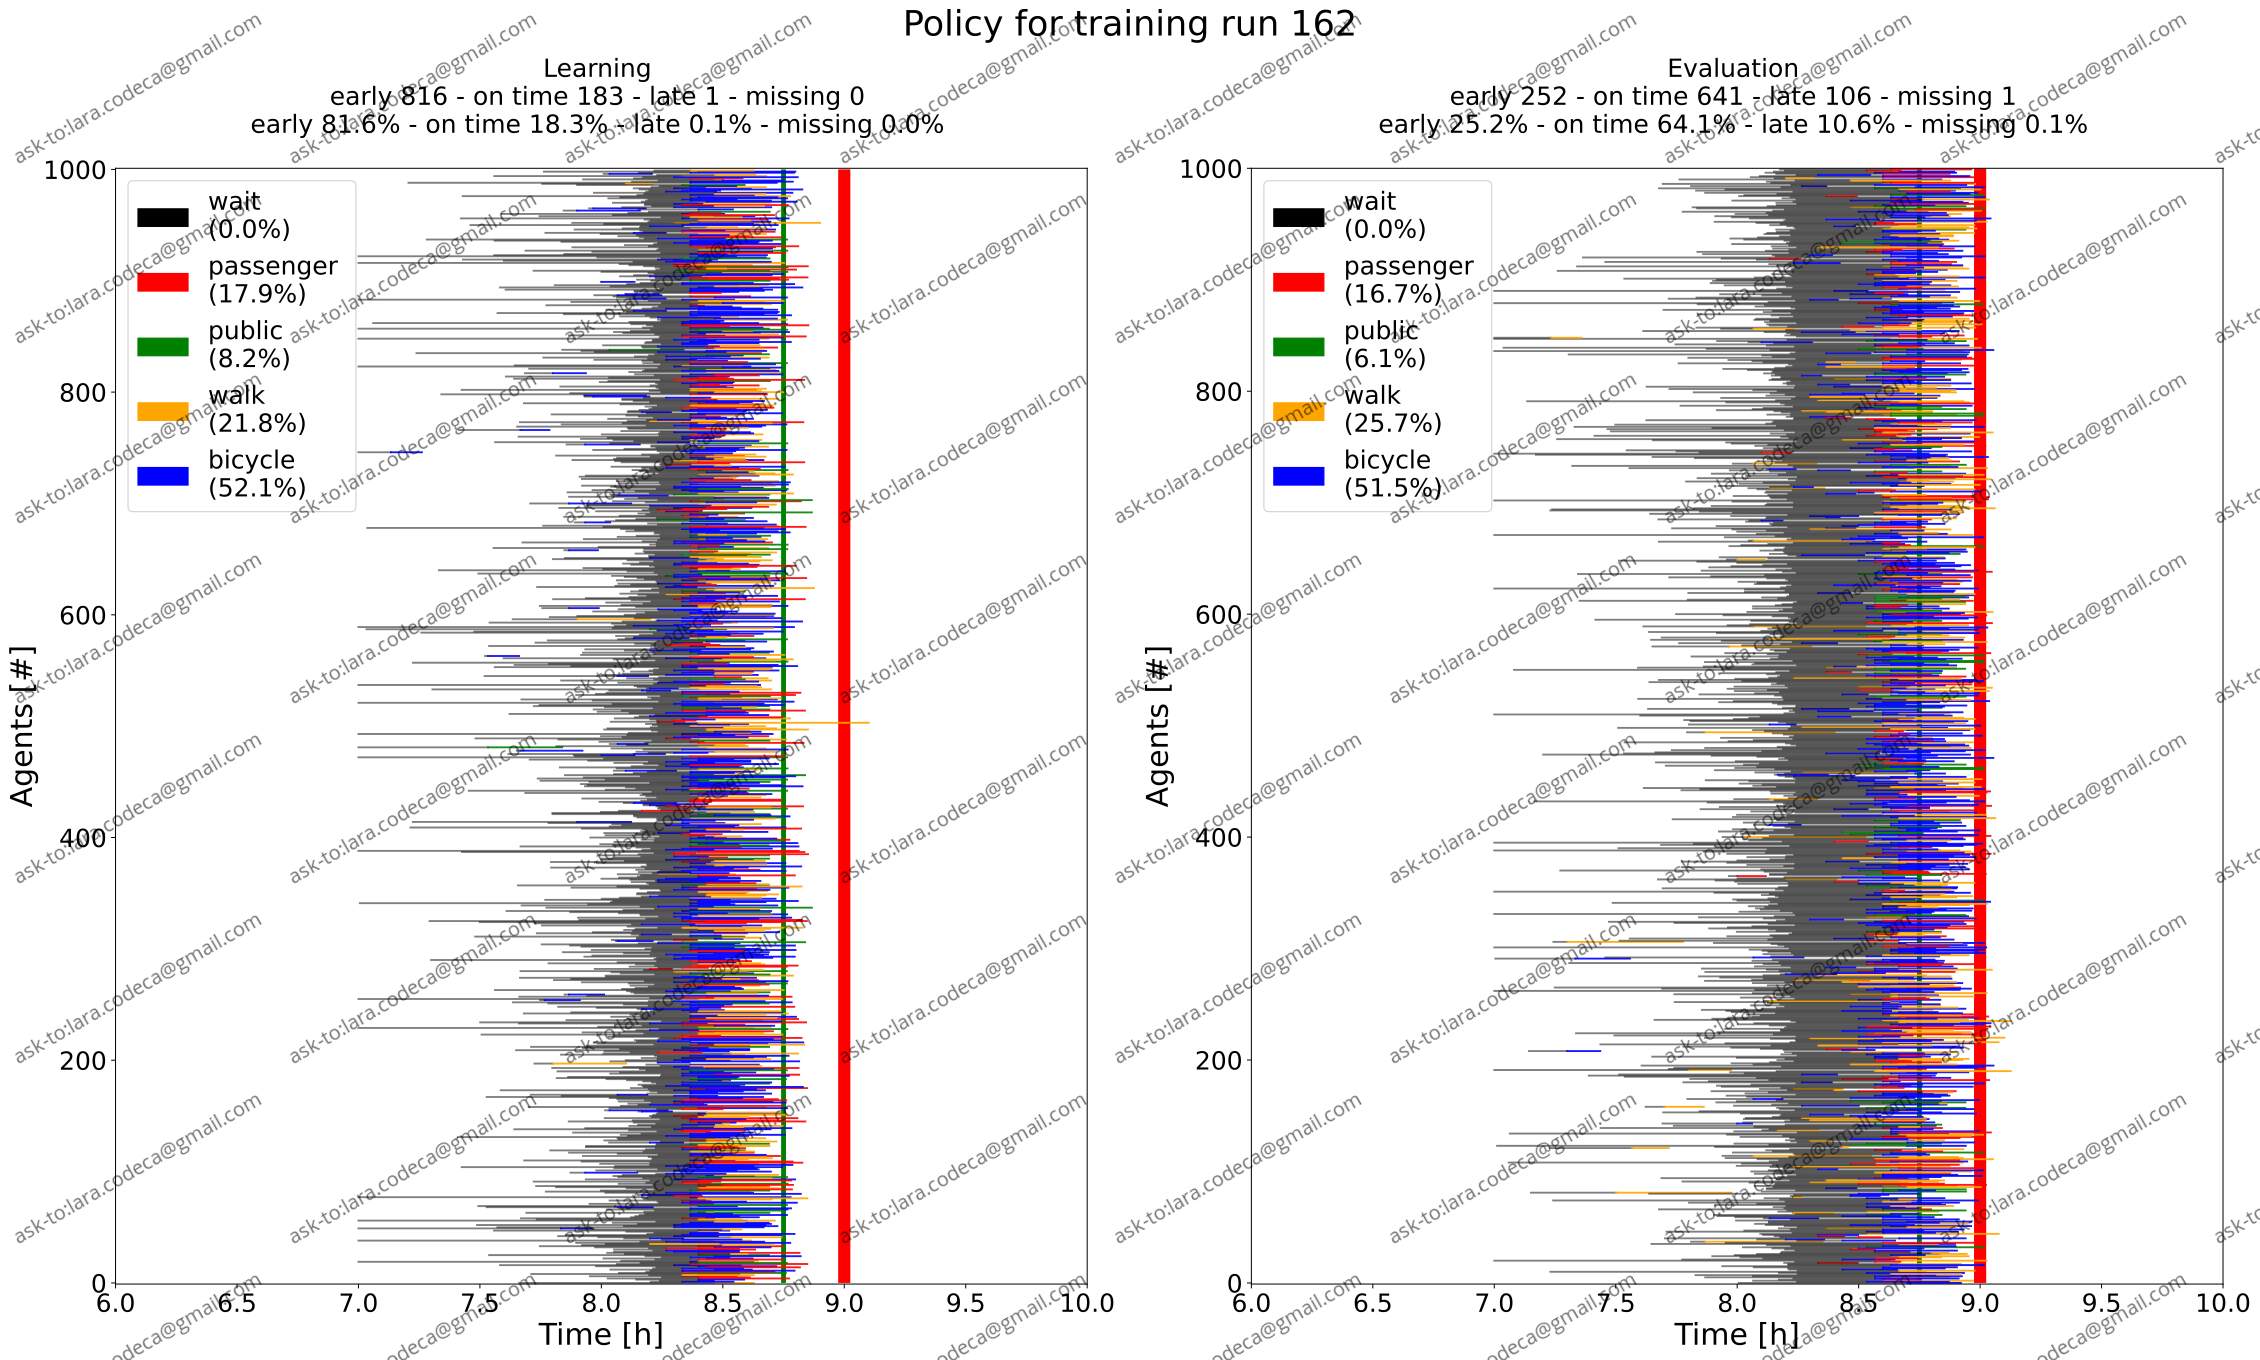 Policy for training run 162
Learning
early 816 - on time 183 - late 1 - missing 0
early 81.6% - on time 18.3% - late 0.1% - missing 0.0%
Evaluation
early 252 - on time 641 - late 106 - missing 1
early 25.2% - on time 64.1% - late 10.6% - missing 0.1%
wait
(0.0%)
passenger
(17.9%)
public
(8.2%)
walk
(21.8%)
bicycle
(52.1%)
1000
800
600
400
200
0
Agents [#]
6.0 6.5 7.0 7.5 8.0 8.5 9.0 9.5 10.0
Time [h]
wait
(0.0%)
passenger
(16.7%)
public
(6.1%)
walk
(25.7%)
bicycle
(51.5%)
1000
800
600
400
200
0
Agents [#]
6.0 6.5 7.0 7.5 8.0 8.5 9.0 9.5 10.0
Time [h]
ask-to:lara.codeca@gmail.com